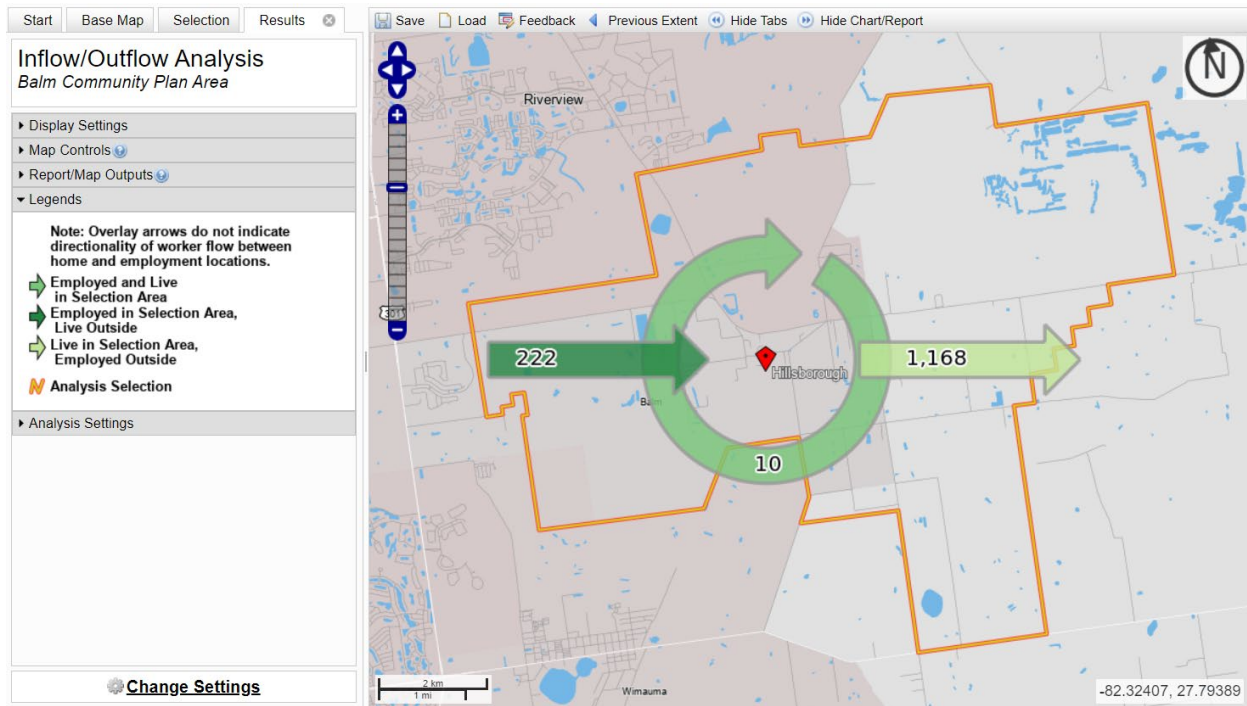 Start
Base Map
Selection
Results
Save
Load
Feedback
Previous Extent
Hide Tabs
Hide Chart/Report
Inflow/Outflow Analysis
Balm Community Plan Area
Display Settings
Map Controls
Report/Map Outputs
Legends
Note: Overlay arrows do not indicate
directionality of worker flow between
home and employment locations.
Employed and Live
in Selection Area
Employed in Selection Area,
Live Outside
Live in Selection Area,
Employed Outside
Analysis Selection
Analysis Settings
Change Settings
N
Riverview
222
1,168
Hillsborough
Balm
10
Wimauma
2 km
1 mi
-82.32407, 27.79389